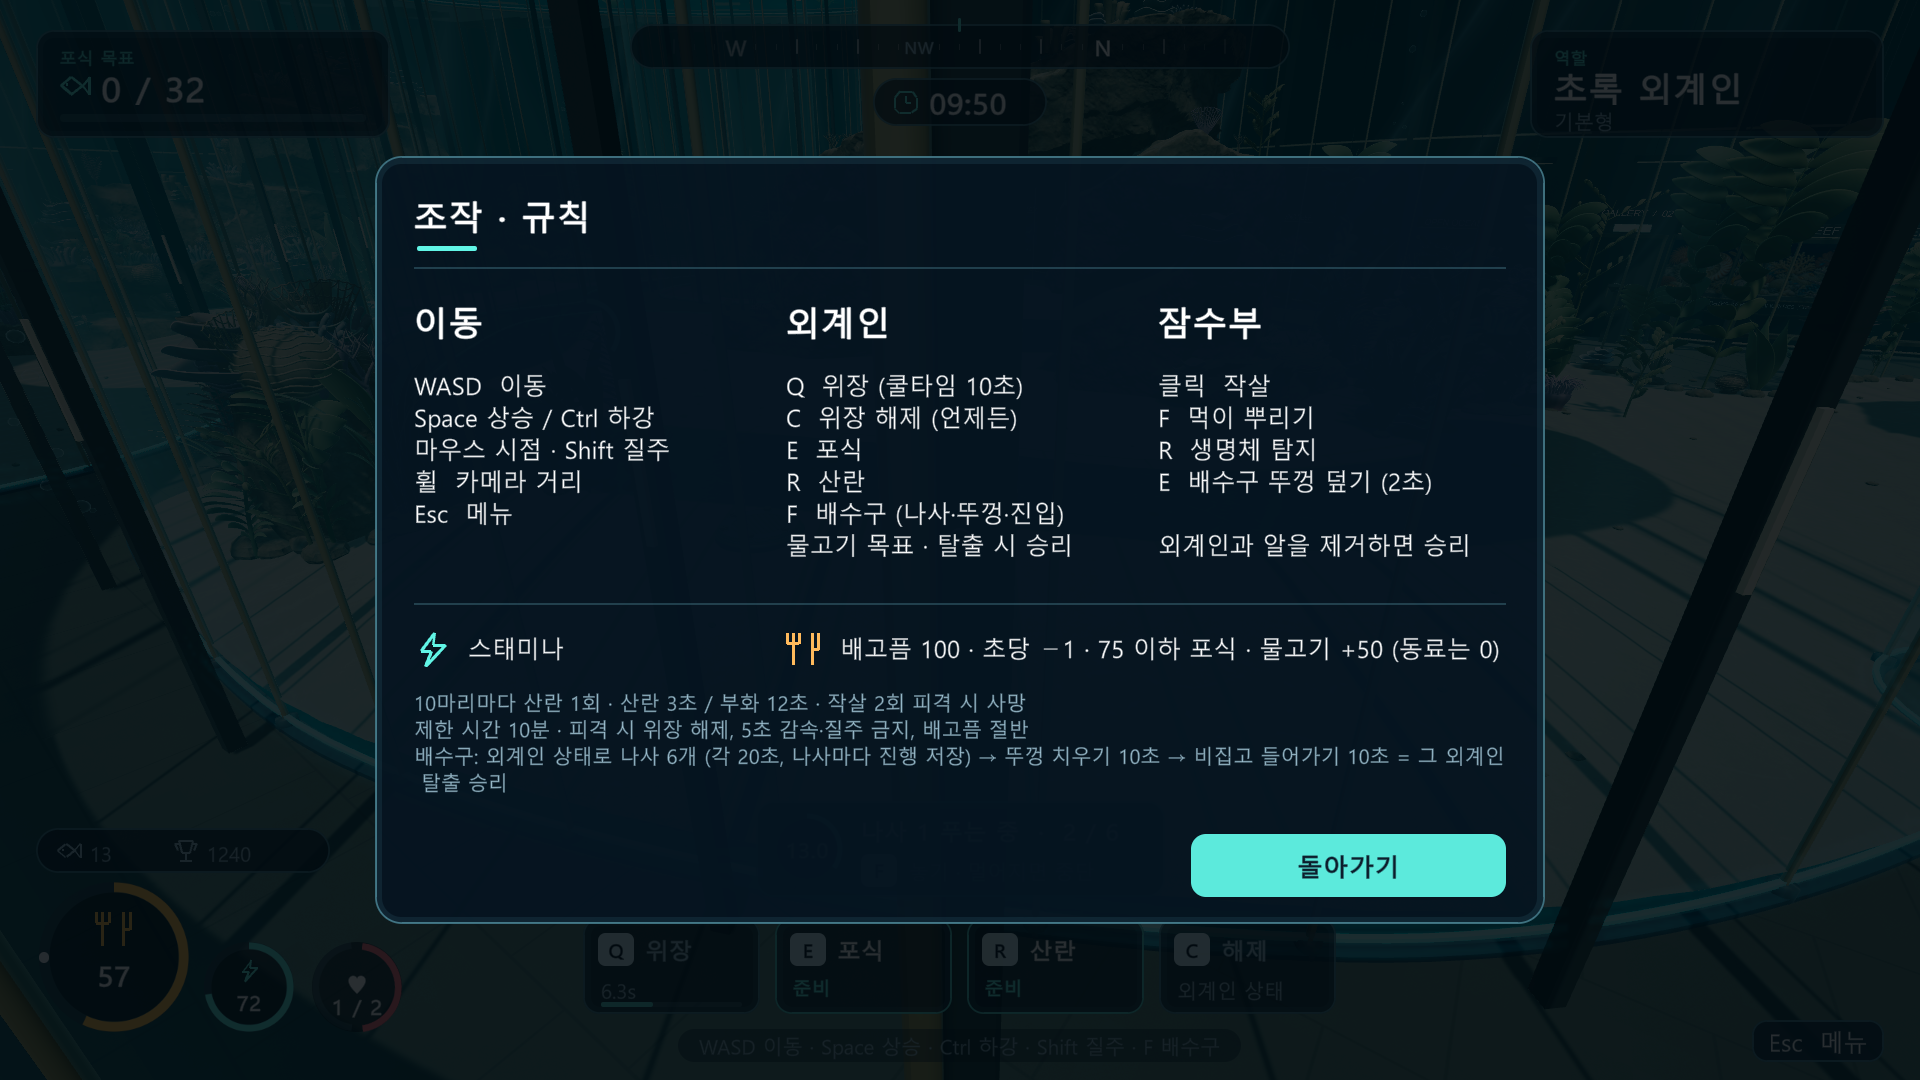 포식 목표
0 / 32
W
NW
N
09:50
역할
초록 외계인
기본형
조작 · 규칙
이동
WASD 이동
Space 상승 / Ctrl 하강
마우스 시점 · Shift 질주
휠 카메라 거리
Esc 메뉴
외계인
Q 위장 (쿨타임 10초)
C 위장 해제 (언제든)
E 포식
R 산란
F 배수구 (나사·뚜껑·진입)
물고기 목표 · 탈출 시 승리
잠수부
클릭 작살
F 먹이 뿌리기
R 생명체 탐지
E 배수구 뚜껑 덮기 (2초)
외계인과 알을 제거하면 승리
스태미나
배고픔 100 · 초당 −1 · 75 이하 포식 · 물고기 +50 (동료는 0)
10마리마다 산란 1회 · 산란 3초 / 부화 12초 · 작살 2회 피격 시 사망
제한 시간 10분 · 피격 시 위장 해제, 5초 감속·질주 금지, 배고픔 절반
배수구: 외계인 상태로 나사 6개 (각 20초, 나사마다 진행 저장) → 뚜껑 치우기 10초 → 비집고 들어가기 10초 = 그 외계인
탈출 승리
돌아가기
13
1240
57
72
1 / 2
Q 위장
6.3s
E 포식
준비
R 산란
준비
C 해제
외계인 상태
WASD 이동 · Space 상승 · Ctrl 하강 · Shift 질주 · F 배수구
Esc 메뉴